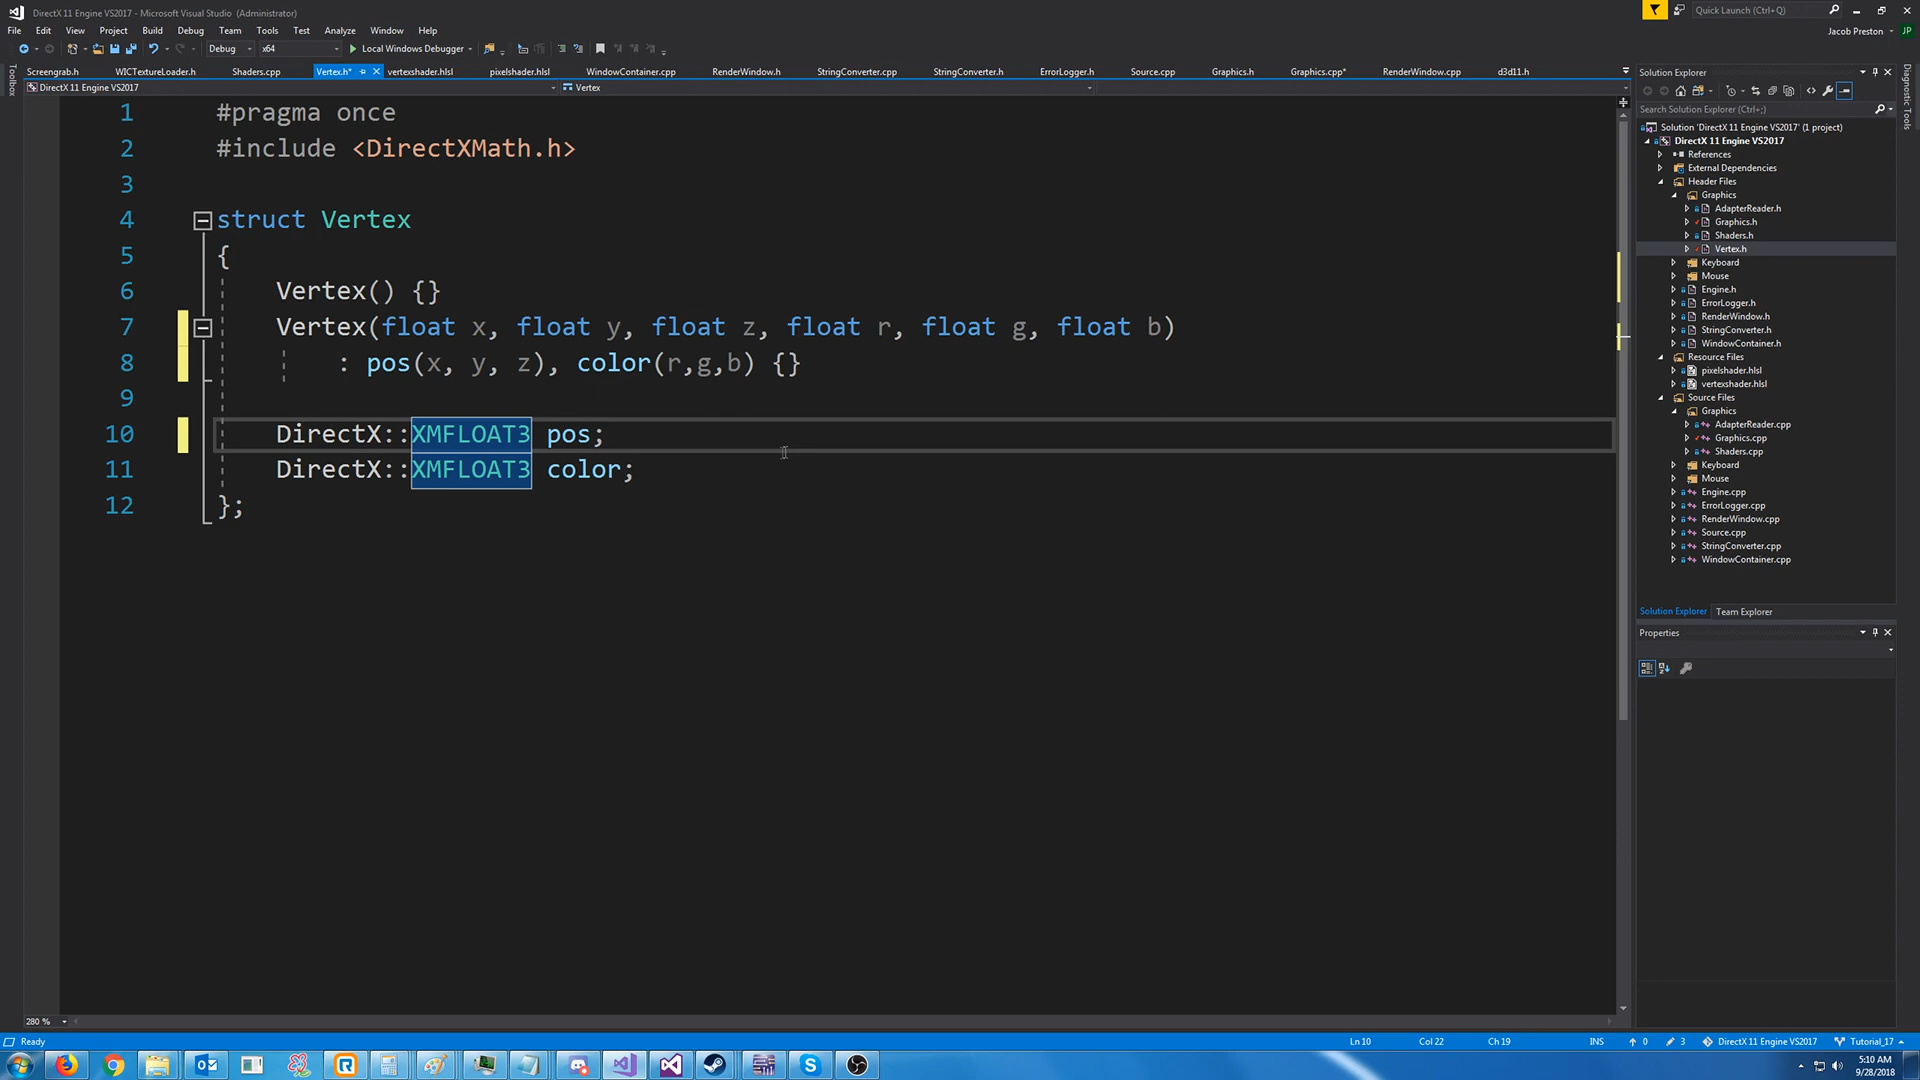 DirectX 11 Engine VS2017 - Microsoft Visual Studio (Administrator)
Quick Launch (Ctrl+Q)
File Edit View Project Build Debug Team Tools Test Analyze Window Help
Jacob Preston JP
Debug x64 Local Windows Debugger
Screengrab.h WICTextureLoader.h Shaders.cpp Vertex.h* vertexshader.hlsl pixelshader.hlsl WindowContainer.cpp RenderWindow.h StringConverter.cpp StringConverter.h ErrorLogger.h Source.cpp Graphics.h Graphics.cpp* RenderWindow.cpp d3d11.h
DirectX 11 Engine VS2017 Vertex
Toolbox
1 #pragma once
2 #include <DirectXMath.h>
3
4 struct Vertex
5 {
6 Vertex() {}
7 Vertex(float x, float y, float z, float r, float g, float b)
8 : pos(x, y, z), color(r,g,b) {}
9
10 DirectX::XMFLOAT3 pos;
11 DirectX::XMFLOAT3 color;
12 };
280 %
Solution Explorer
Search Solution Explorer (Ctrl+;)
Solution 'DirectX 11 Engine VS2017' (1 project)
DirectX 11 Engine VS2017
References
External Dependencies
Header Files
Graphics
AdapterReader.h
Graphics.h
Shaders.h
Vertex.h
Keyboard
Mouse
Engine.h
ErrorLogger.h
RenderWindow.h
StringConverter.h
WindowContainer.h
Resource Files
pixelshader.hlsl
vertexshader.hlsl
Source Files
Graphics
AdapterReader.cpp
Graphics.cpp
Shaders.cpp
Keyboard
Mouse
Engine.cpp
ErrorLogger.cpp
RenderWindow.cpp
Source.cpp
StringConverter.cpp
WindowContainer.cpp
Solution Explorer Team Explorer
Properties
Diagnostic Tools
Ready Ln 10 Col 22 Ch 19 INS 0 3 DirectX 11 Engine VS2017 Tutorial_17
5:10 AM
9/28/2018